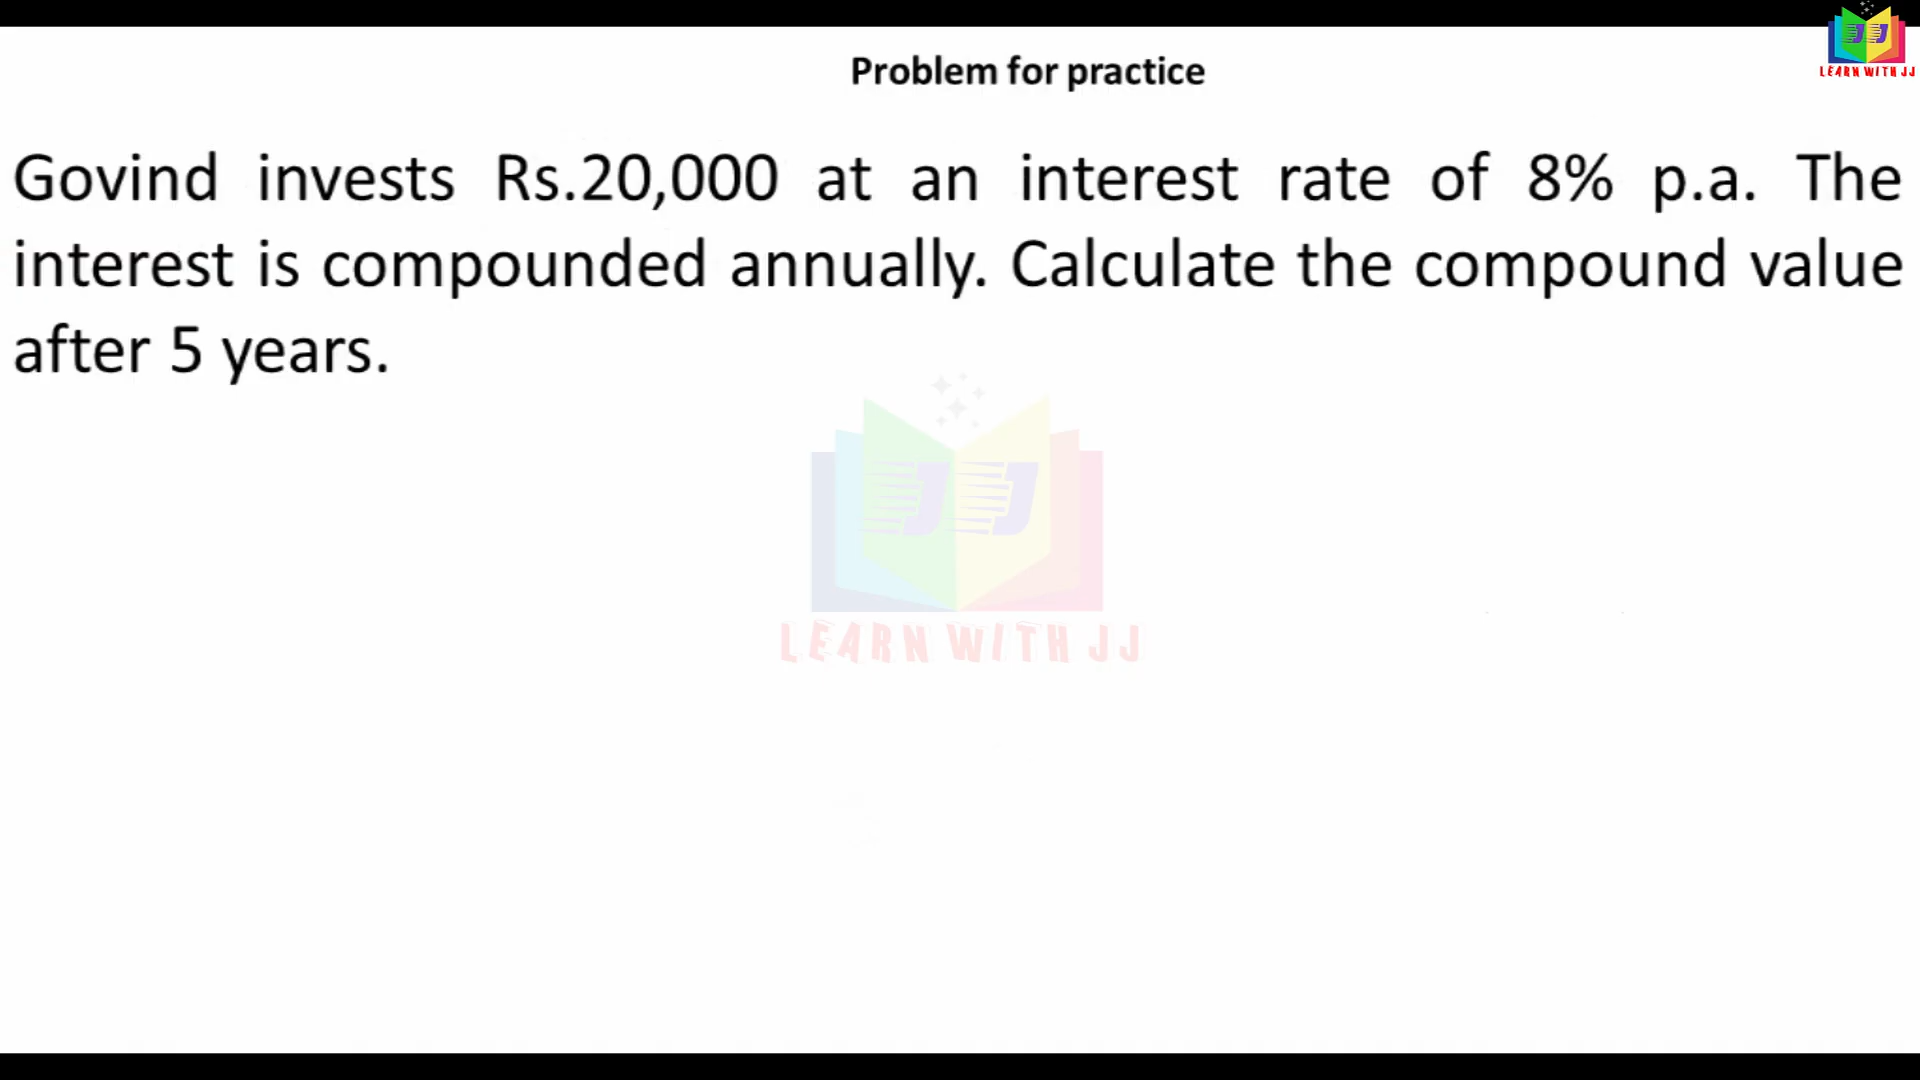 LEARN WITH JJ
Problem for practice
Govind invests Rs.20,000 at an interest rate of 8% p.a. The
interest is compounded annually. Calculate the compound value
after 5 years.
JJ
LEARN WITH JJ